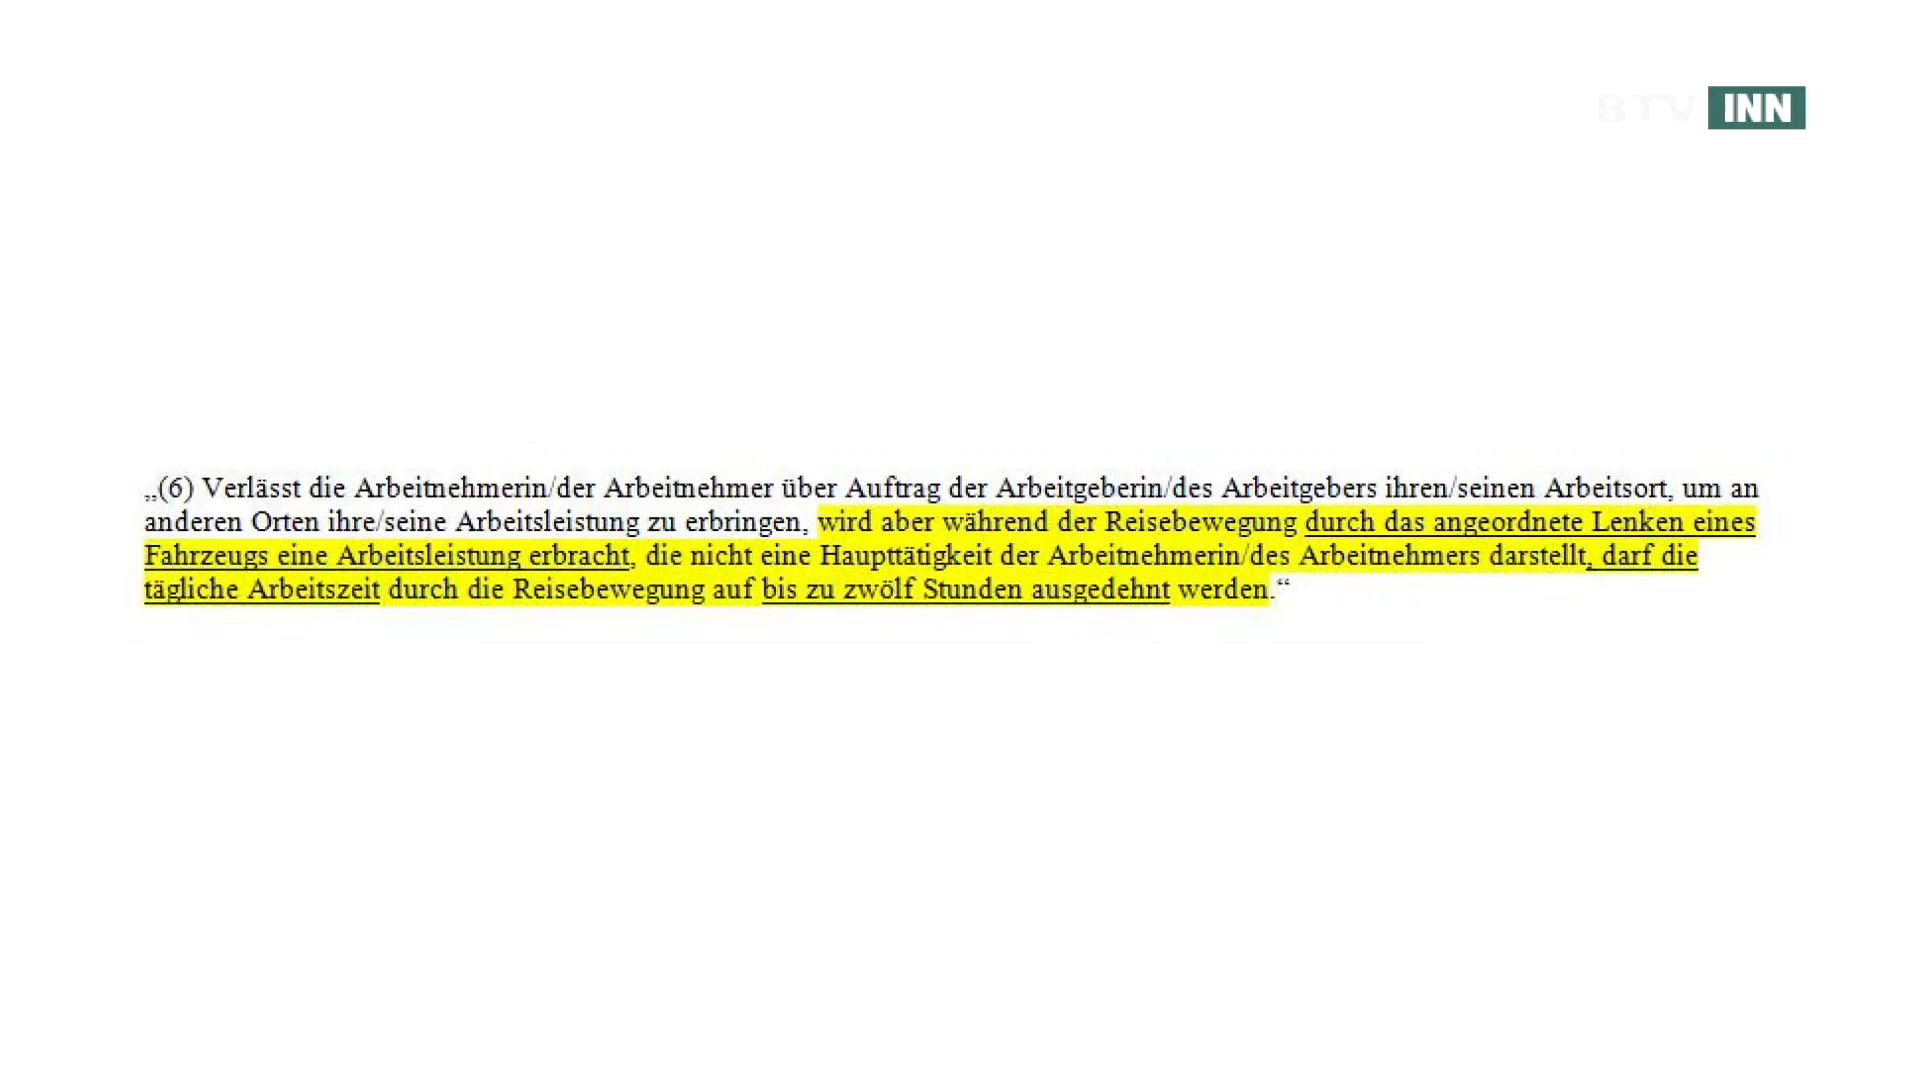 BTV INN
„(6) Verlässt die Arbeitnehmerin/der Arbeitnehmer über Auftrag der Arbeitgeberin/des Arbeitgebers ihren/seinen Arbeitsort, um an
anderen Orten ihre/seine Arbeitsleistung zu erbringen, wird aber während der Reisebewegung durch das angeordnete Lenken eines
Fahrzeugs eine Arbeitsleistung erbracht, die nicht eine Haupttätigkeit der Arbeitnehmerin/des Arbeitnehmers darstellt, darf die
tägliche Arbeitszeit durch die Reisebewegung auf bis zu zwölf Stunden ausgedehnt werden.“